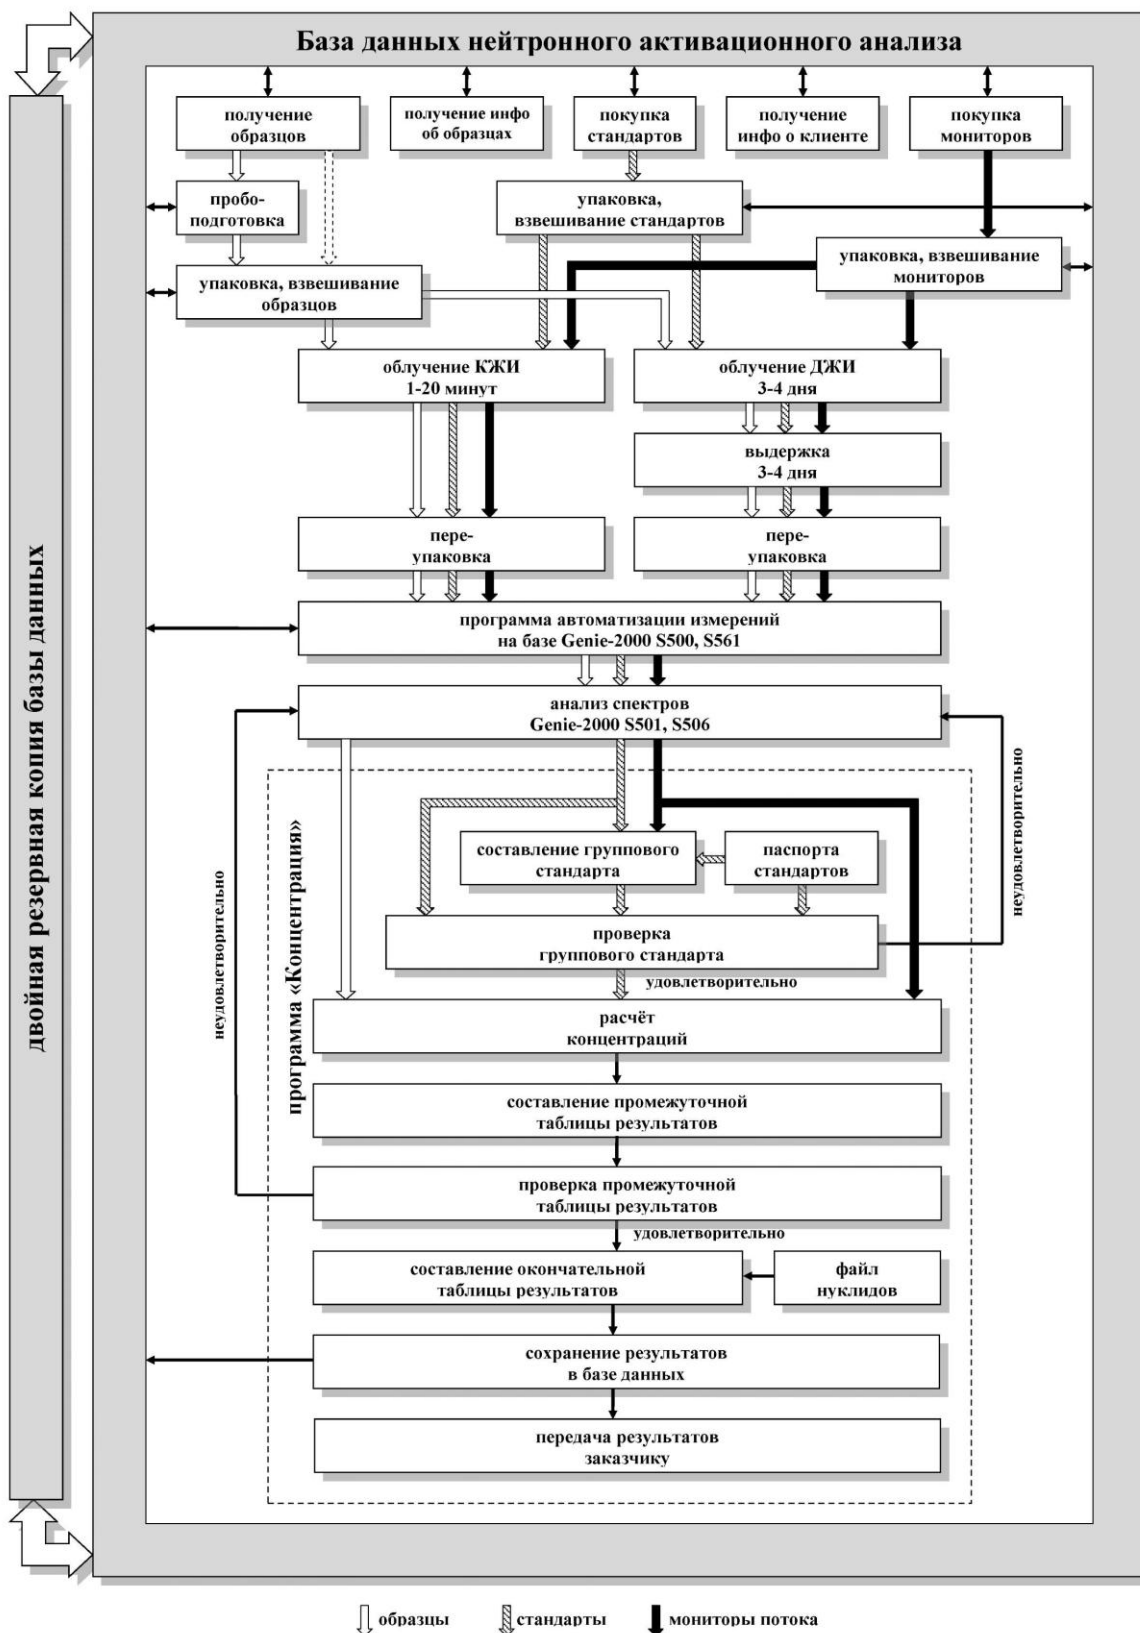 База данных нейтронного активационного анализа
двойная резервная копия базы данных
получение
образцов
получение инфо
об образцах
покупка
стандартов
получение
инфо о клиенте
покупка
мониторов
пробо-
подготовка
упаковка,
взвешивание стандартов
упаковка, взвешивание
мониторов
упаковка, взвешивание
образцов
облучение КЖИ
1-20 минут
облучение ДЖИ
3-4 дня
выдержка
3-4 дня
пере-
упаковка
пере-
упаковка
программа автоматизации измерений
на базе Genie-2000 S500, S561
анализ спектров
Genie-2000 S501, S506
неудовлетворительно
неудовлетворительно
программа «Концентрация»
составление группового
стандарта
паспорта
стандартов
проверка
группового стандарта
удовлетворительно
расчёт
концентраций
составление промежуточной
таблицы результатов
проверка промежуточной
таблицы результатов
удовлетворительно
составление окончательной
таблицы результатов
файл
нуклидов
сохранение результатов
в базе данных
передача результатов
заказчику
образцы
стандарты
мониторы потока